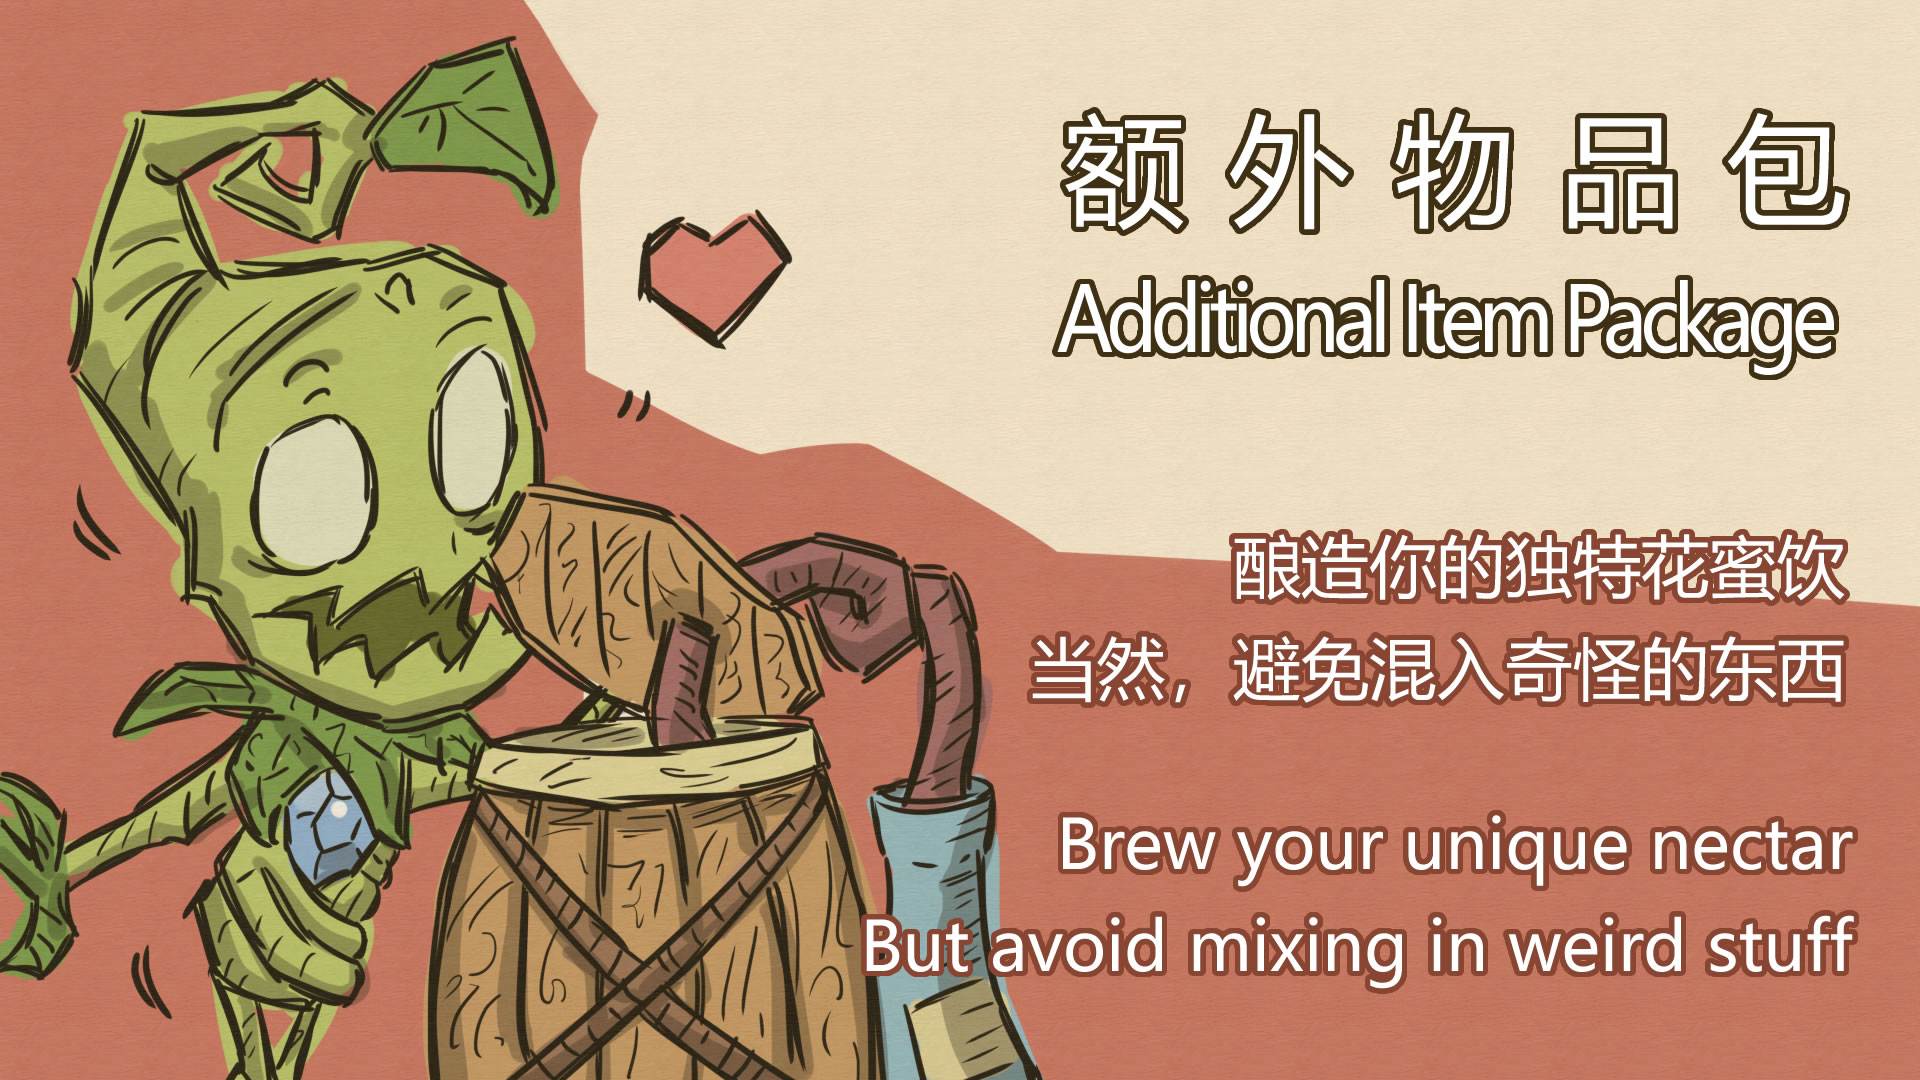 额外物品包
Additional Item Package
酿造你的独特花蜜饮
当然，避免混入奇怪的东西
Brew your unique nectar
But avoid mixing in weird stuff